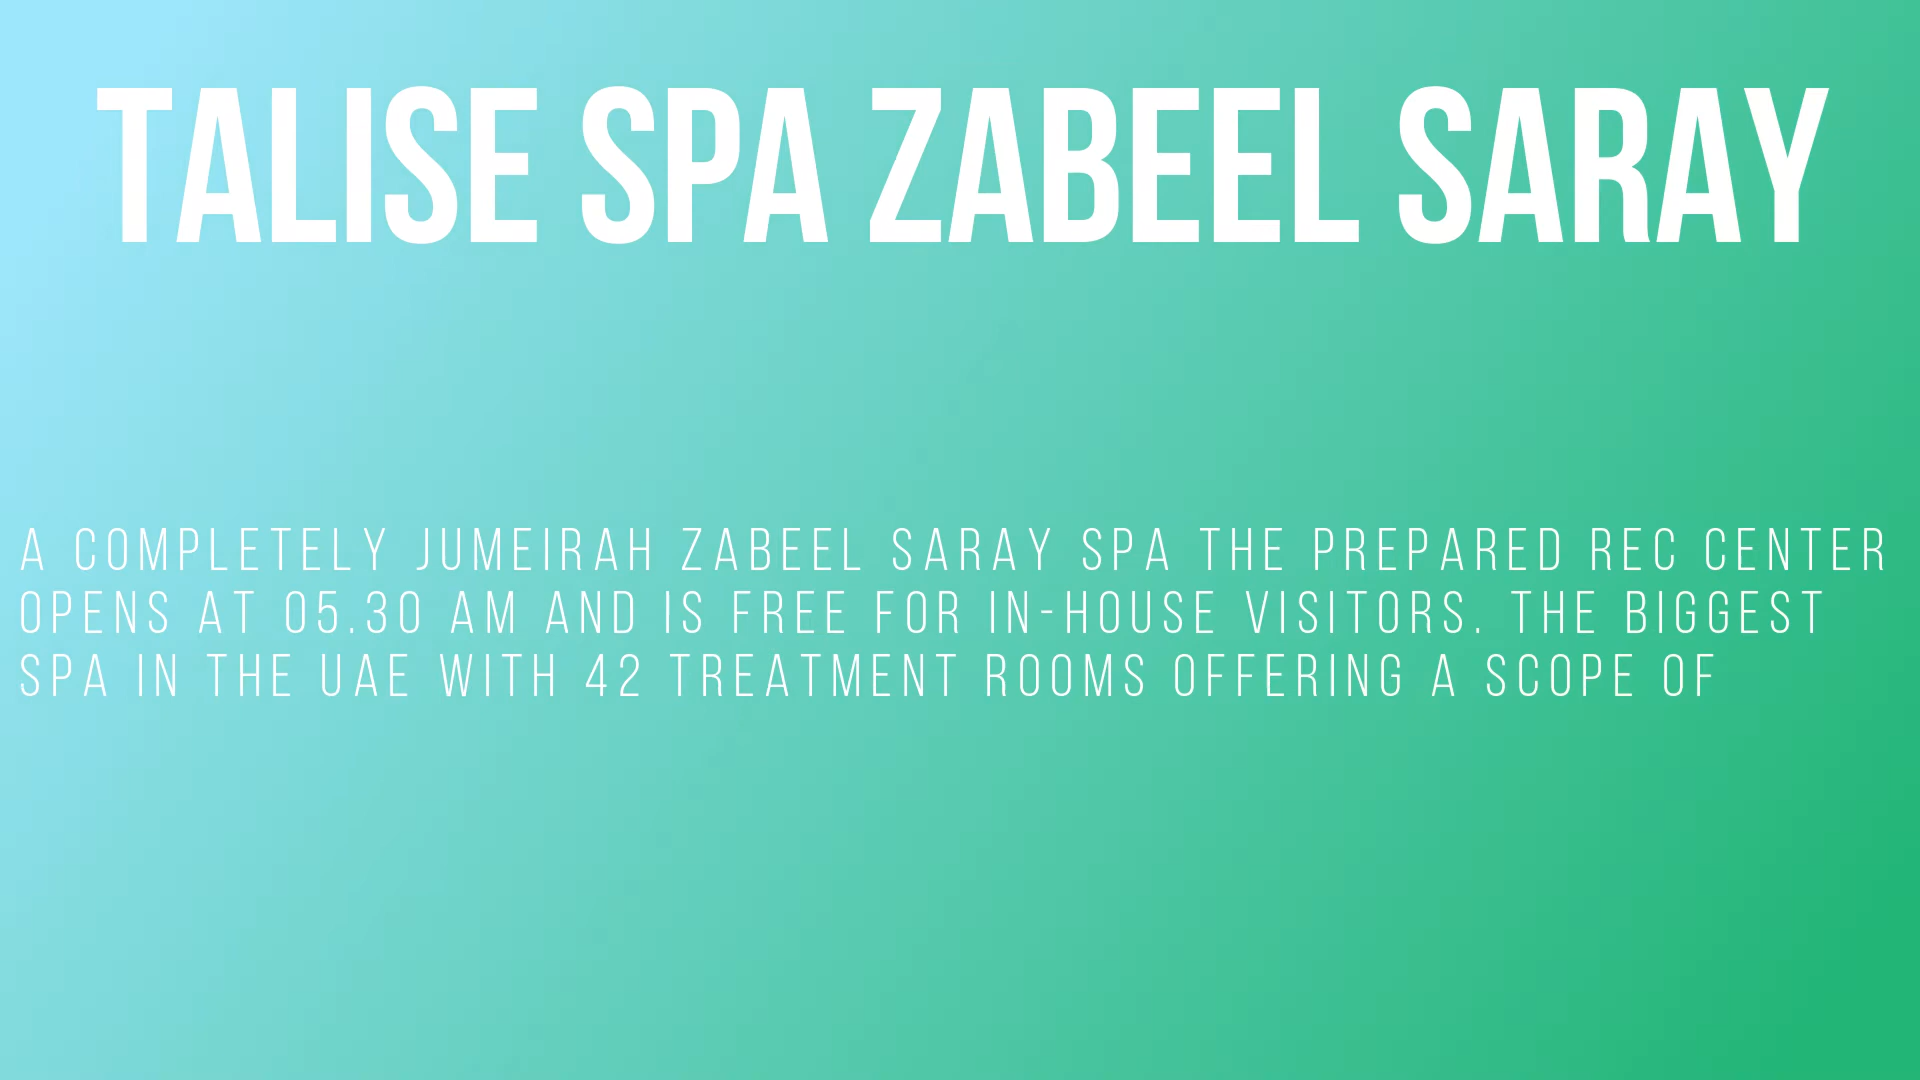 TALISE SPA ZABEEL SARAY
A COMPLETELY JUMEIRAH ZABEEL SARAY SPA THE PREPARED REC CENTER
OPENS AT 05.30 AM AND IS FREE FOR IN-HOUSE VISITORS. THE BIGGEST
SPA IN THE UAE WITH 42 TREATMENT ROOMS OFFERING A SCOPE OF